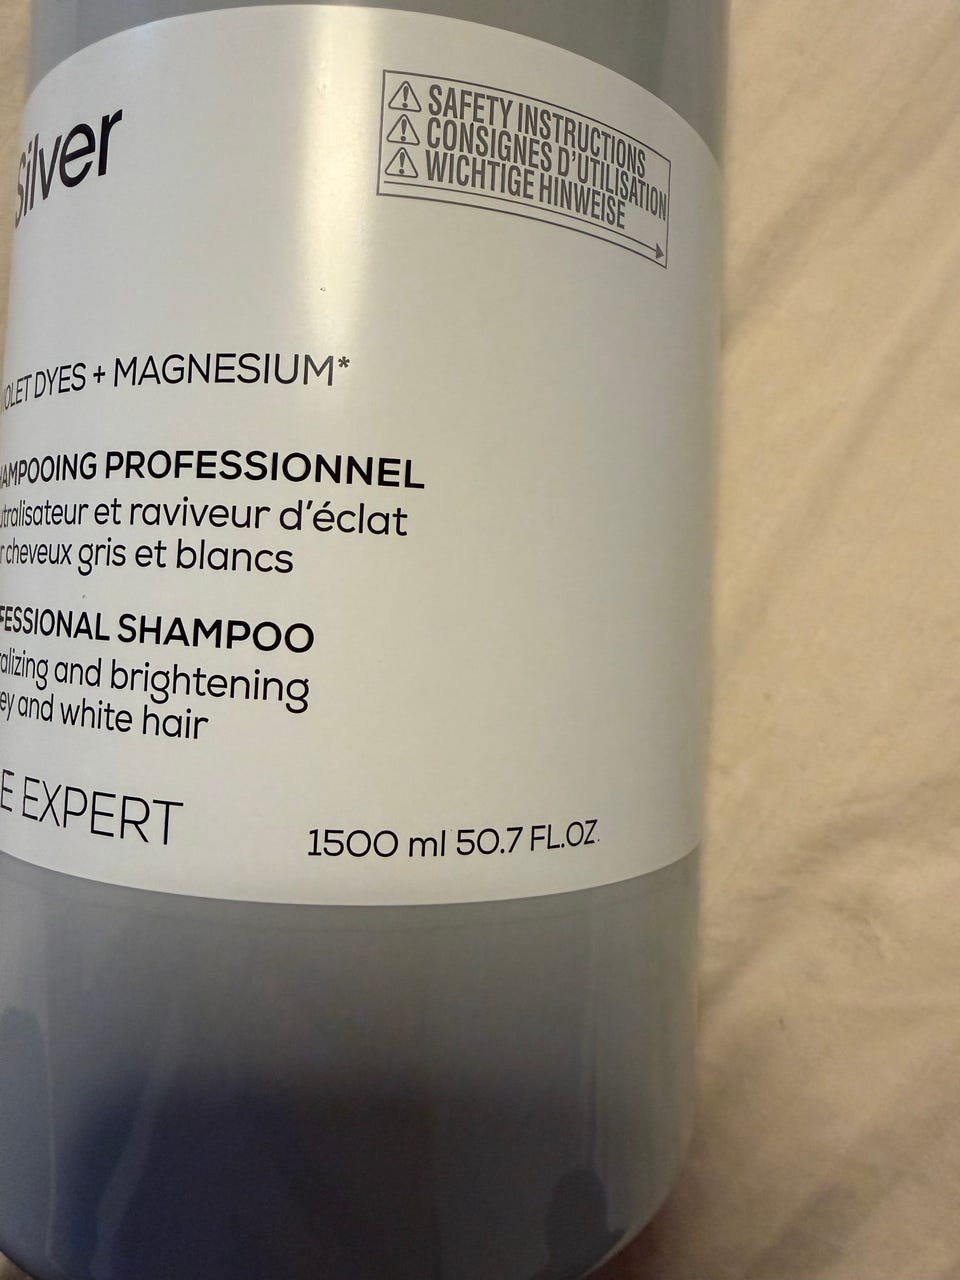 Silver
SAFETY INSTRUCTIONS
CONSIGNES D'UTILISATION
WICHTIGE HINWEISE
OLET DYES + MAGNESIUM*
AMPOOING PROFESSIONNEL
utralisateur et raviveur d'éclat
r cheveux gris et blancs
FESSIONAL SHAMPOO
alizing and brightening
ey and white hair
E EXPERT
1500 ml 50.7 FL.OZ.